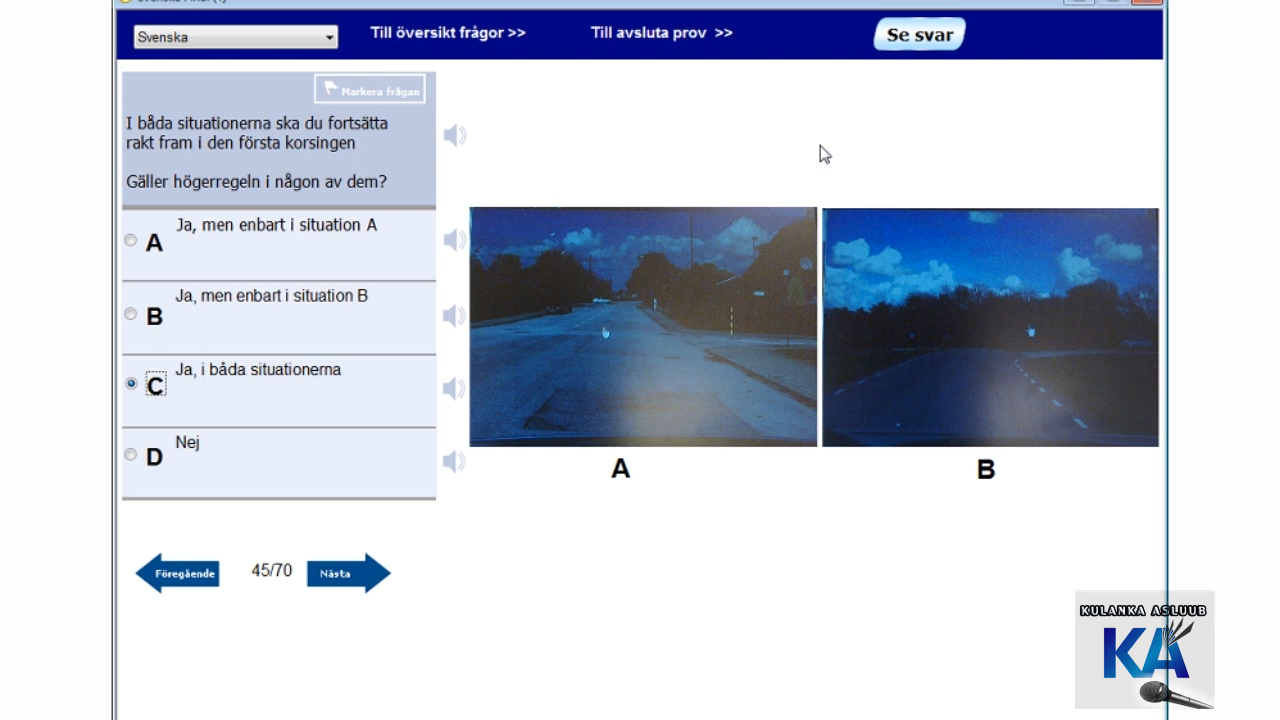 Svenska
Till översikt frågor >>
Till avsluta prov >>
Se svar
Markera frågan
I båda situationerna ska du fortsätta
rakt fram i den första korsingen
Gäller högerregeln i någon av dem?
A
Ja, men enbart i situation A
B
Ja, men enbart i situation B
C
Ja, i båda situationerna
D
Nej
A
B
Föregående
45/70
Nästa
KULANKA ASLUUB
KA